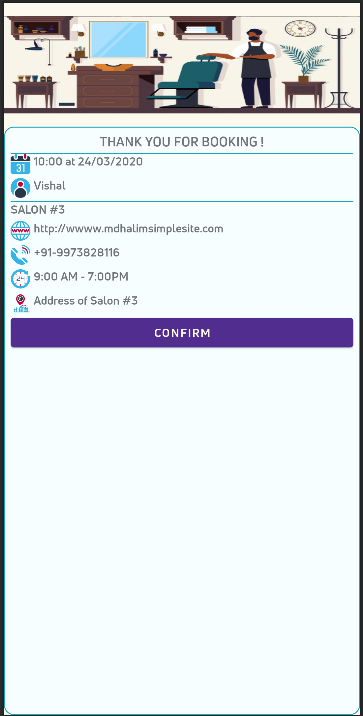 THANK YOU FOR BOOKING !
31
10:00 at 24/03/2020
Vishal
SALON #3
http://wwww.mdhalimsimplesite.com
+91-9973828116
24
9:00 AM - 7:00PM
Address of Salon #3
CONFIRM